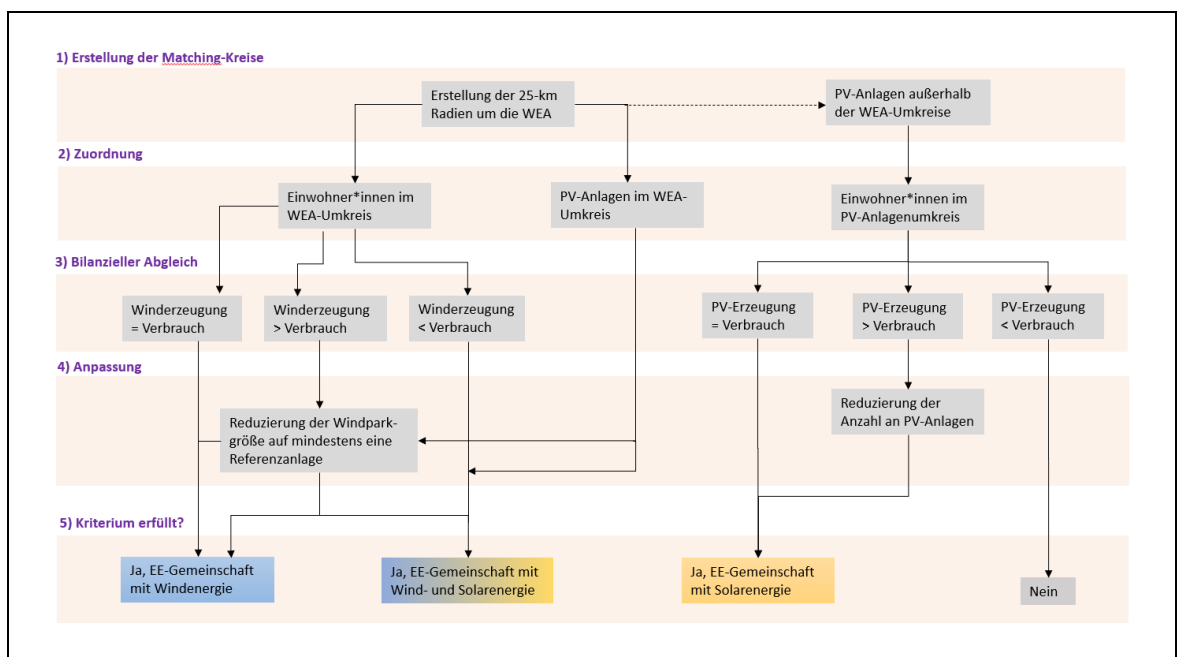 1) Erstellung der Matching-Kreise
Erstellung der 25-km
Radien um die WEA
PV-Anlagen außerhalb
der WEA-Umkreise
2) Zuordnung
Einwohner*innen im
WEA-Umkreis
PV-Anlagen im WEA-
Umkreis
Einwohner*innen im
PV-Anlagenumkreis
3) Bilanzieller Abgleich
Winderzeugung
= Verbrauch
Winderzeugung
> Verbrauch
Winderzeugung
< Verbrauch
PV-Erzeugung
= Verbrauch
PV-Erzeugung
> Verbrauch
PV-Erzeugung
< Verbrauch
4) Anpassung
Reduzierung der Windpark-
größe auf mindestens eine
Referenzanlage
Reduzierung der
Anzahl an PV-Anlagen
5) Kriterium erfüllt?
Ja, EE-Gemeinschaft
mit Windenergie
Ja, EE-Gemeinschaft mit
Wind- und Solarenergie
Ja, EE-Gemeinschaft
mit Solarenergie
Nein